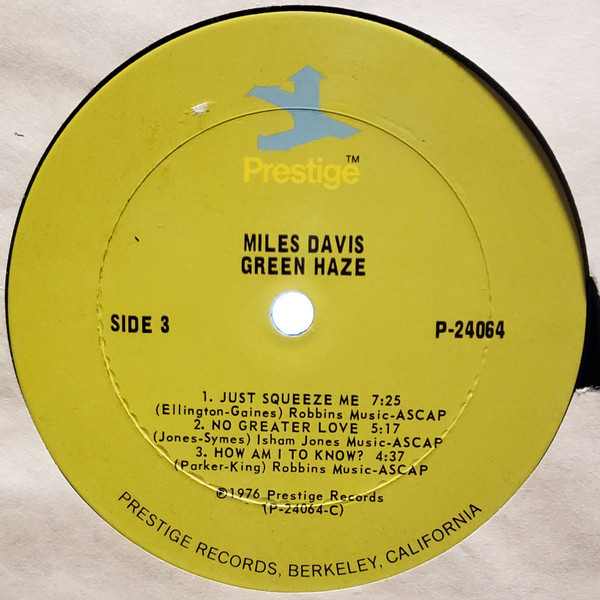 Prestige™
MILES DAVIS
GREEN HAZE
SIDE 3
P-24064
1. JUST SQUEEZE ME 7:25
(Ellington-Gaines) Robbins Music-ASCAP
2. NO GREATER LOVE 5:17
(Jones-Symes) Isham Jones Music-ASCAP
3. HOW AM I TO KNOW? 4:37
(Parker-King) Robbins Music-ASCAP
℗1976 Prestige Records
(P-24064-C)
PRESTIGE RECORDS, BERKELEY, CALIFORNIA